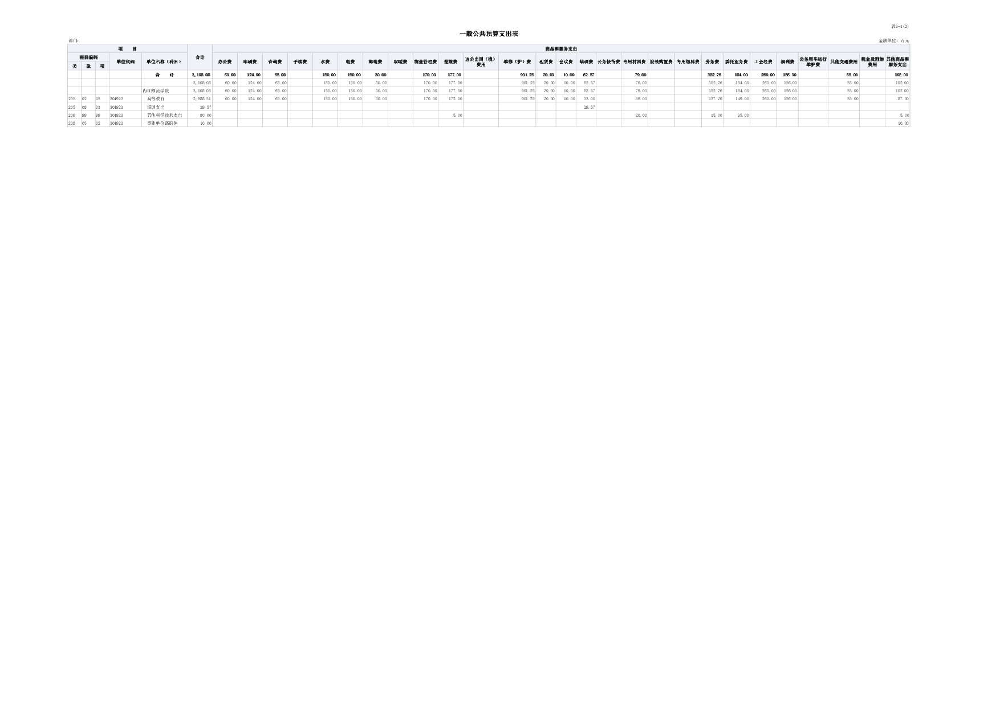 表3-1(2)
一般公共预算支出表
部门:
金额单位：万元
项 目
合计
商品和服务支出
科目编码
单位代码
单位名称（科目）
办公费 印刷费 咨询费 手续费 水费 电费 邮电费 取暖费 物业管理费 差旅费 因公出国（境）费用 维修（护）费 租赁费 会议费 培训费 公务接待费 专用材料费 被装购置费 专用燃料费 劳务费 委托业务费 工会经费 福利费 公务用车运行维护费 其他交通费用 税金及附加费用 其他商品和服务支出
类 款 项
合 计 3,108.08 60.00 124.00 65.00 150.00 150.00 30.00 170.00 177.00 901.25 20.00 10.00 62.57 79.00 352.26 184.00 260.00 156.00 55.00 102.00
3,108.08 60.00 124.00 65.00 150.00 150.00 30.00 170.00 177.00 901.25 20.00 10.00 62.57 79.00 352.26 184.00 260.00 156.00 55.00 102.00
内江师范学院 3,108.08 60.00 124.00 65.00 150.00 150.00 30.00 170.00 177.00 901.25 20.00 10.00 62.57 79.00 352.26 184.00 260.00 156.00 55.00 102.00
205 02 05 304923 高等教育 2,988.51 60.00 124.00 65.00 150.00 150.00 30.00 170.00 172.00 901.25 20.00 10.00 33.00 59.00 337.26 149.00 260.00 156.00 55.00 87.00
205 08 03 304923 培训支出 29.57 29.57
206 99 99 304923 其他科学技术支出 80.00 5.00 20.00 15.00 35.00 5.00
208 05 02 304923 事业单位离退休 10.00 10.00